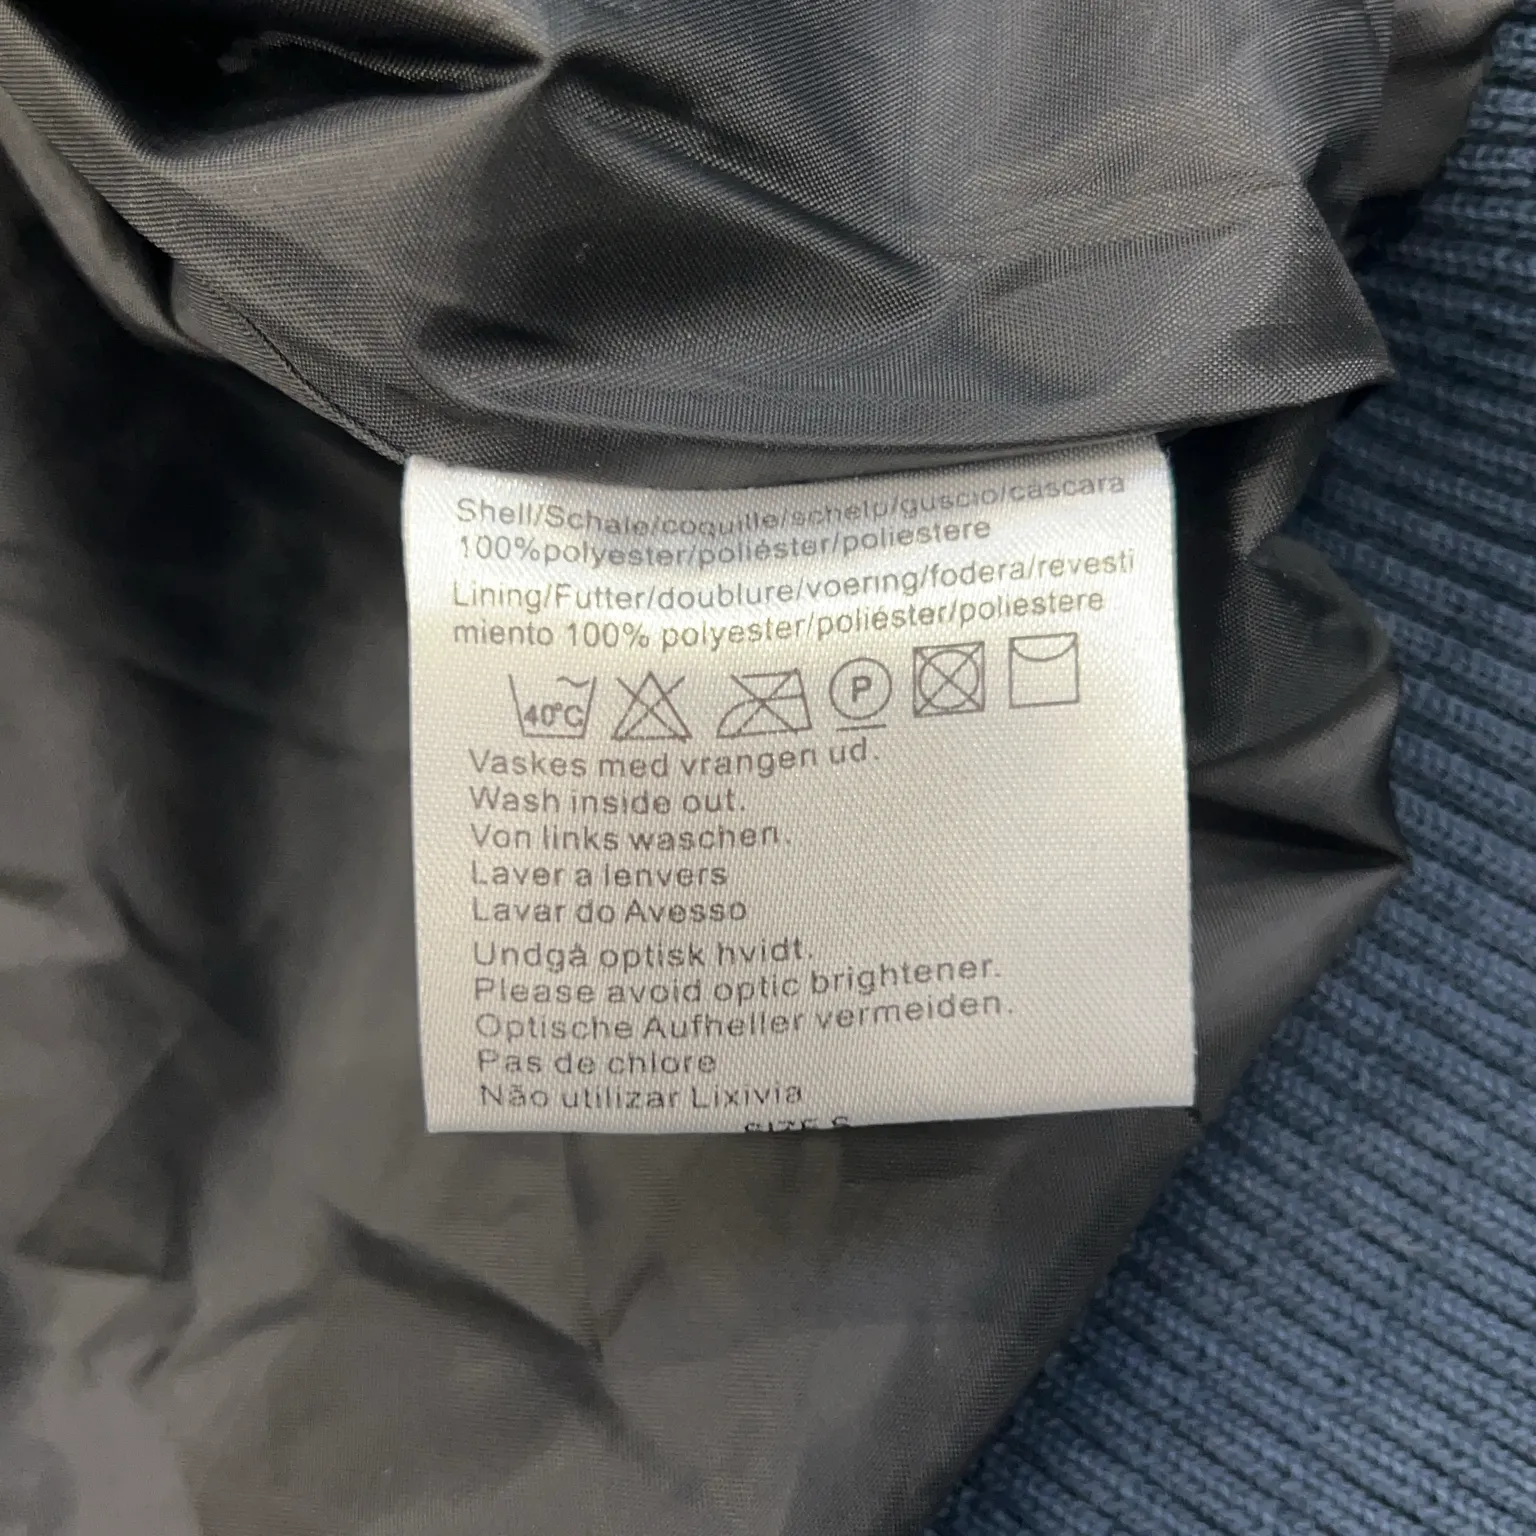 Shell/Schale/coquille/schelp/guscio/cascara
100%polyester/poliéster/poliestere
Lining/Futter/doublure/voering/fodera/revesti
miento 100% polyester/poliéster/poliestere
40°C P
Vaskes med vrangen ud.
Wash inside out.
Von links waschen.
Laver a lenvers
Lavar do Avesso
Undgå optisk hvidt.
Please avoid optic brightener.
Optische Aufheller vermeiden.
Pas de chlore
Não utilizar Lixivia